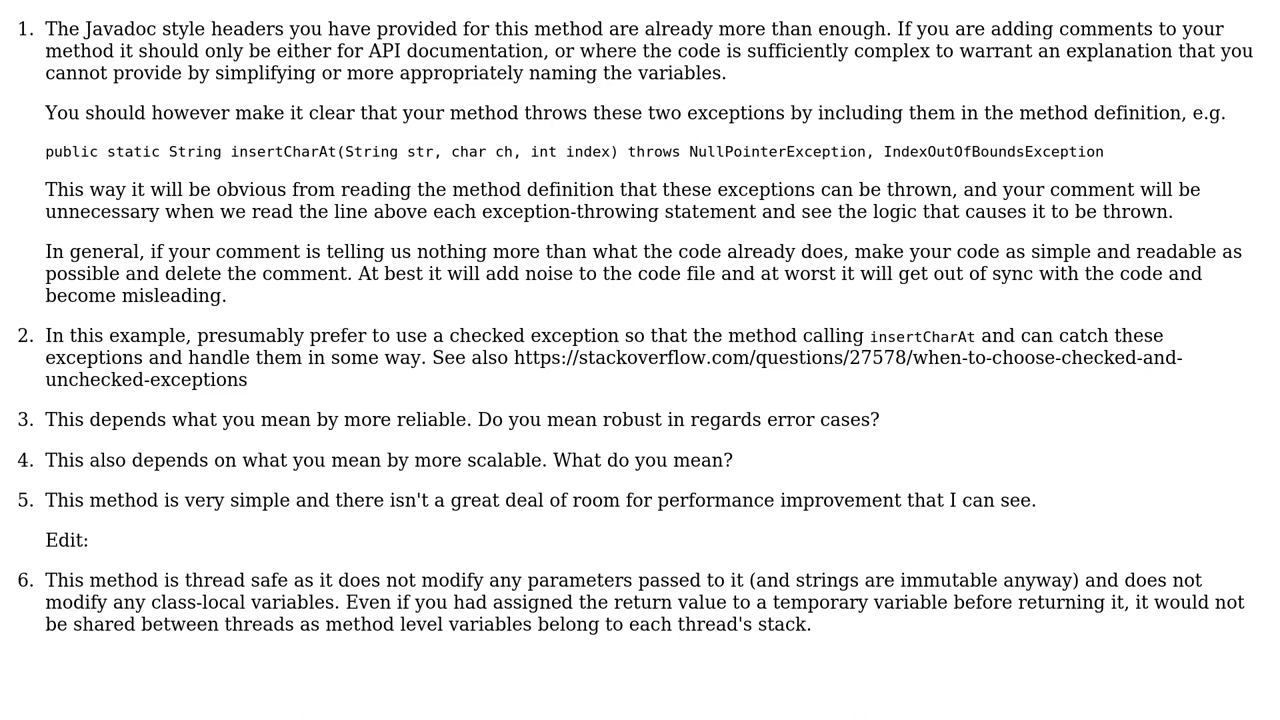 1. The Javadoc style headers you have provided for this method are already more than enough. If you are adding comments to your
method it should only be either for API documentation, or where the code is sufficiently complex to warrant an explanation that you
cannot provide by simplifying or more appropriately naming the variables.
You should however make it clear that your method throws these two exceptions by including them in the method definition, e.g.
public static String insertCharAt(String str, char ch, int index) throws NullPointerException, IndexOutOfBoundsException
This way it will be obvious from reading the method definition that these exceptions can be thrown, and your comment will be
unnecessary when we read the line above each exception-throwing statement and see the logic that causes it to be thrown.
In general, if your comment is telling us nothing more than what the code already does, make your code as simple and readable as
possible and delete the comment. At best it will add noise to the code file and at worst it will get out of sync with the code and
become misleading.
2. In this example, presumably prefer to use a checked exception so that the method calling insertCharAt and can catch these
exceptions and handle them in some way. See also https://stackoverflow.com/questions/27578/when-to-choose-checked-and-
unchecked-exceptions
3. This depends what you mean by more reliable. Do you mean robust in regards error cases?
4. This also depends on what you mean by more scalable. What do you mean?
5. This method is very simple and there isn't a great deal of room for performance improvement that I can see.
Edit:
6. This method is thread safe as it does not modify any parameters passed to it (and strings are immutable anyway) and does not
modify any class-local variables. Even if you had assigned the return value to a temporary variable before returning it, it would not
be shared between threads as method level variables belong to each thread's stack.